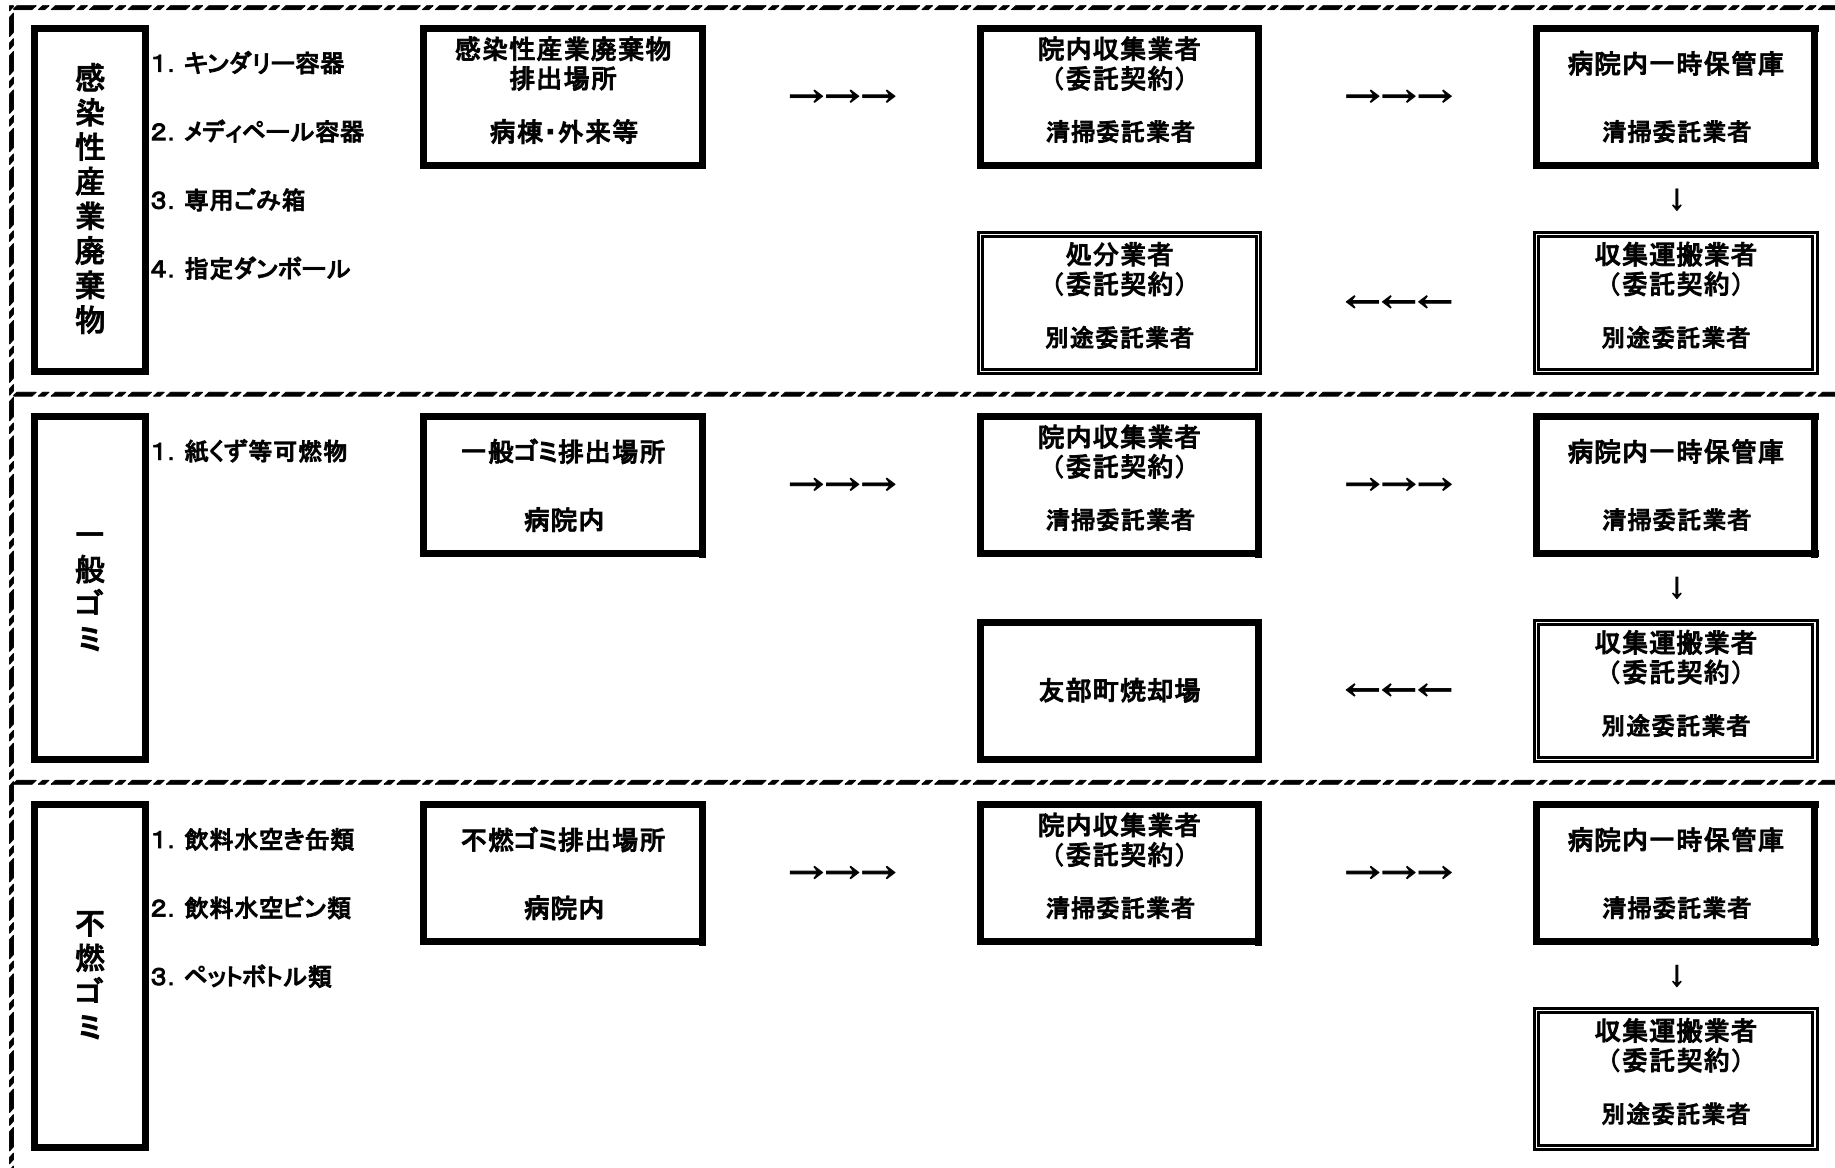 感染性産業廃棄物
1. キンダリー容器
2. メディペール容器
3. 専用ごみ箱
4. 指定ダンボール
感染性産業廃棄物
排出場所
病棟・外来等
→→→
院内収集業者
（委託契約）
清掃委託業者
→→→
病院内一時保管庫
清掃委託業者
↓
収集運搬業者
（委託契約）
別途委託業者
←←←
処分業者
（委託契約）
別途委託業者
一般ゴミ
1. 紙くず等可燃物
一般ゴミ排出場所
病院内
→→→
院内収集業者
（委託契約）
清掃委託業者
→→→
病院内一時保管庫
清掃委託業者
↓
収集運搬業者
（委託契約）
別途委託業者
←←←
友部町焼却場
不燃ゴミ
1. 飲料水空き缶類
2. 飲料水空ビン類
3. ペットボトル類
不燃ゴミ排出場所
病院内
→→→
院内収集業者
（委託契約）
清掃委託業者
→→→
病院内一時保管庫
清掃委託業者
↓
収集運搬業者
（委託契約）
別途委託業者